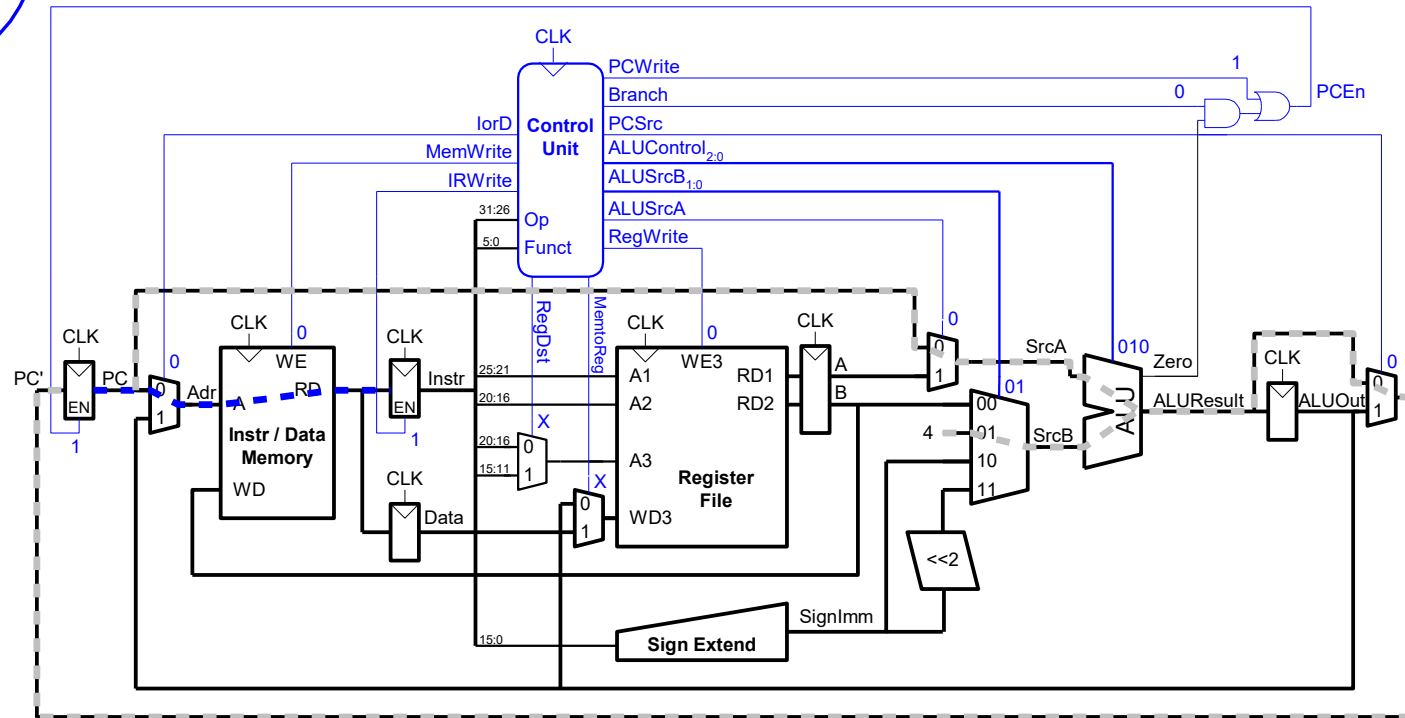 CLK
PCWrite
1
Branch
0
PCEn
IorD
Control
Unit
PCSrc
MemWrite
ALUControl2:0
IRWrite
ALUSrcB1:0
31:26
Op
ALUSrcA
5:0
Funct
RegWrite
RegDst
MemtoReg
CLK
CLK
0
CLK
CLK
0
CLK
0
010
0
WE
WE3
0
SrcA
Zero
CLK
0
PC'
PC
0
Adr
A
RD
Instr
25:21
A1
RD1
A
1
01
0
EN
1
EN
20:16
A2
RD2
B
00
ALU
ALUResult
ALUOut
1
1
Instr / Data
Memory
1
X
4
01
SrcB
20:16
0
A3
10
15:11
1
Register
File
WD
CLK
X
11
Data
0
WD3
1
<<2
SignImm
15:0
Sign Extend